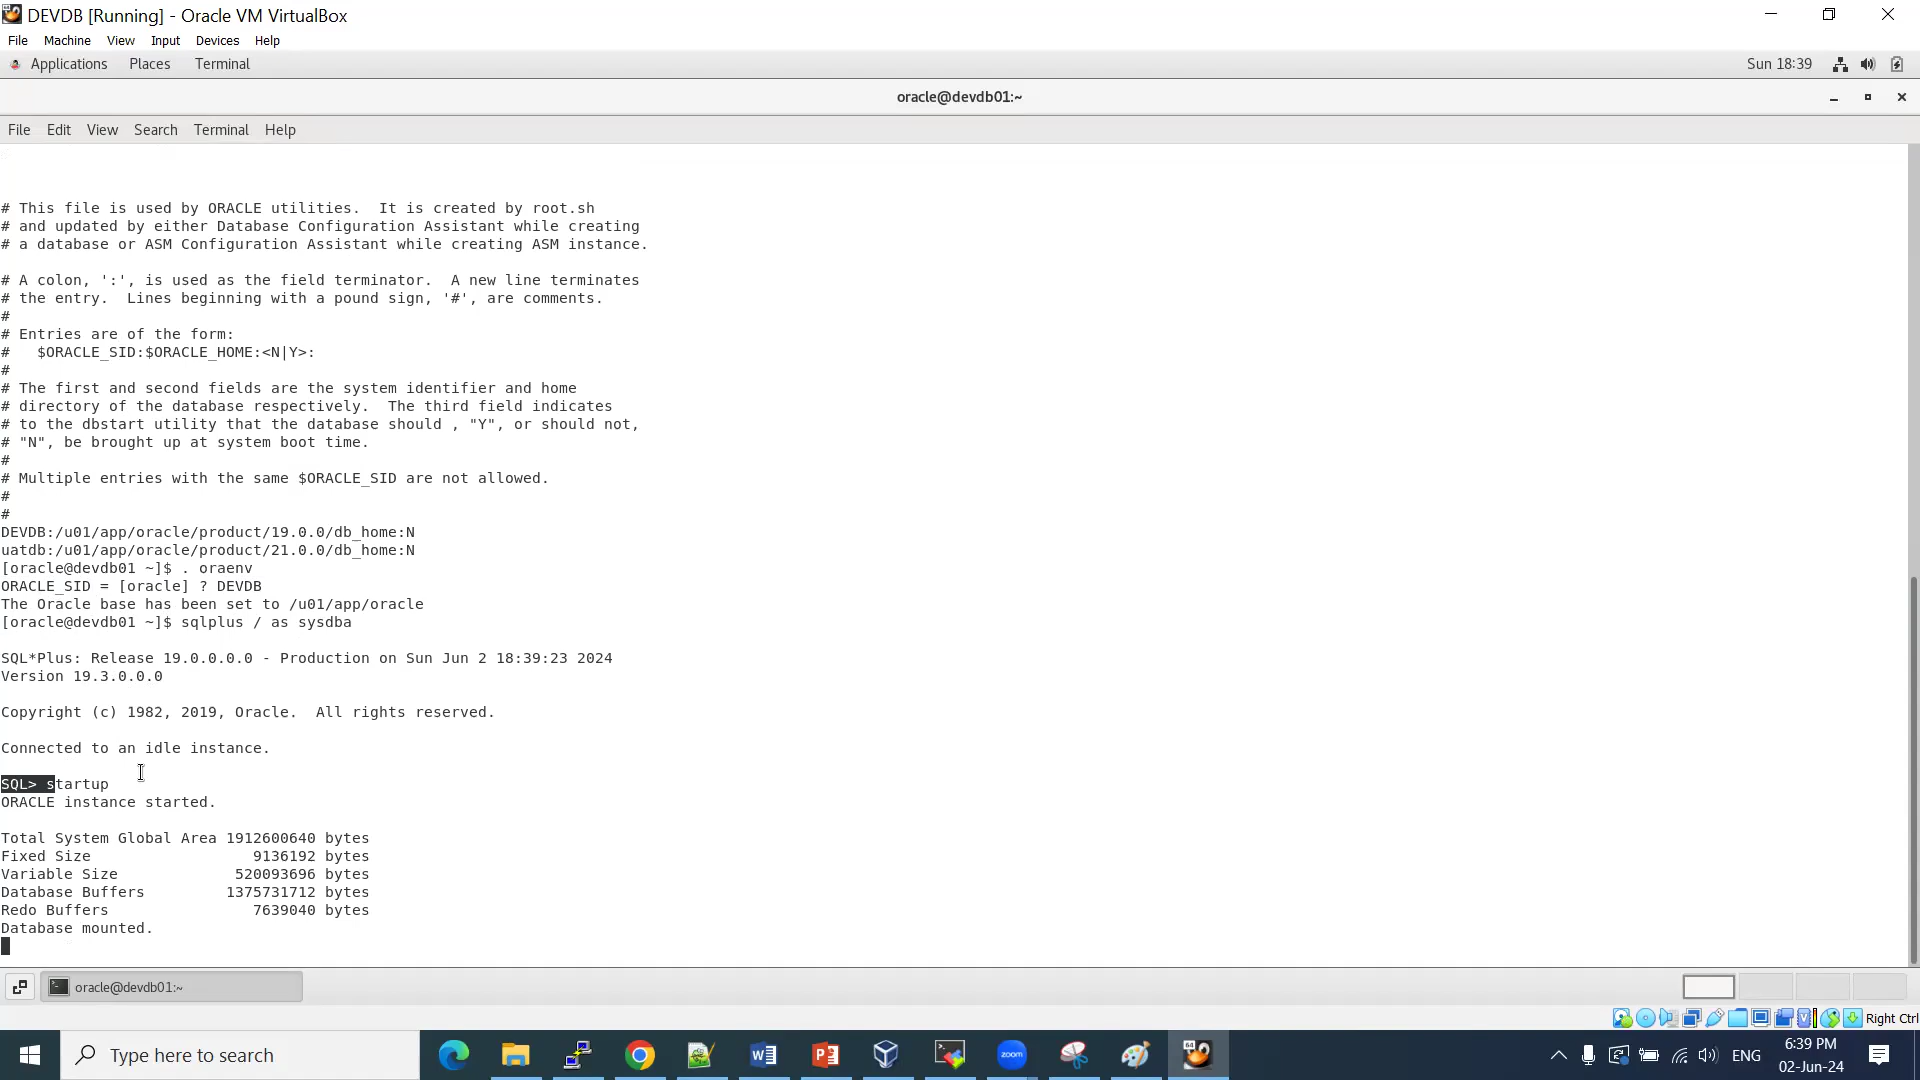 DEVDB [Running] - Oracle VM VirtualBox
File Machine View Input Devices Help
Applications Places Terminal Sun 18:39
oracle@devdb01:~
File Edit View Search Terminal Help
# This file is used by ORACLE utilities.  It is created by root.sh
# and updated by either Database Configuration Assistant while creating
# a database or ASM Configuration Assistant while creating ASM instance.
# A colon, ':', is used as the field terminator.  A new line terminates
# the entry.  Lines beginning with a pound sign, '#', are comments.
#
# Entries are of the form:
#   $ORACLE_SID:$ORACLE_HOME:<N|Y>:
#
# The first and second fields are the system identifier and home
# directory of the database respectively.  The third field indicates
# to the dbstart utility that the database should , "Y", or should not,
# "N", be brought up at system boot time.
#
# Multiple entries with the same $ORACLE_SID are not allowed.
#
#
DEVDB:/u01/app/oracle/product/19.0.0/db_home:N
uatdb:/u01/app/oracle/product/21.0.0/db_home:N
[oracle@devdb01 ~]$ . oraenv
ORACLE_SID = [oracle] ? DEVDB
The Oracle base has been set to /u01/app/oracle
[oracle@devdb01 ~]$ sqlplus / as sysdba
SQL*Plus: Release 19.0.0.0.0 - Production on Sun Jun 2 18:39:23 2024
Version 19.3.0.0.0
Copyright (c) 1982, 2019, Oracle.  All rights reserved.
Connected to an idle instance.
SQL> startup
ORACLE instance started.
Total System Global Area 1912600640 bytes
Fixed Size 9136192 bytes
Variable Size 520093696 bytes
Database Buffers 1375731712 bytes
Redo Buffers 7639040 bytes
Database mounted.
oracle@devdb01:~
Right Ctrl
Type here to search zoom 64 ENG 6:39 PM
02-Jun-24